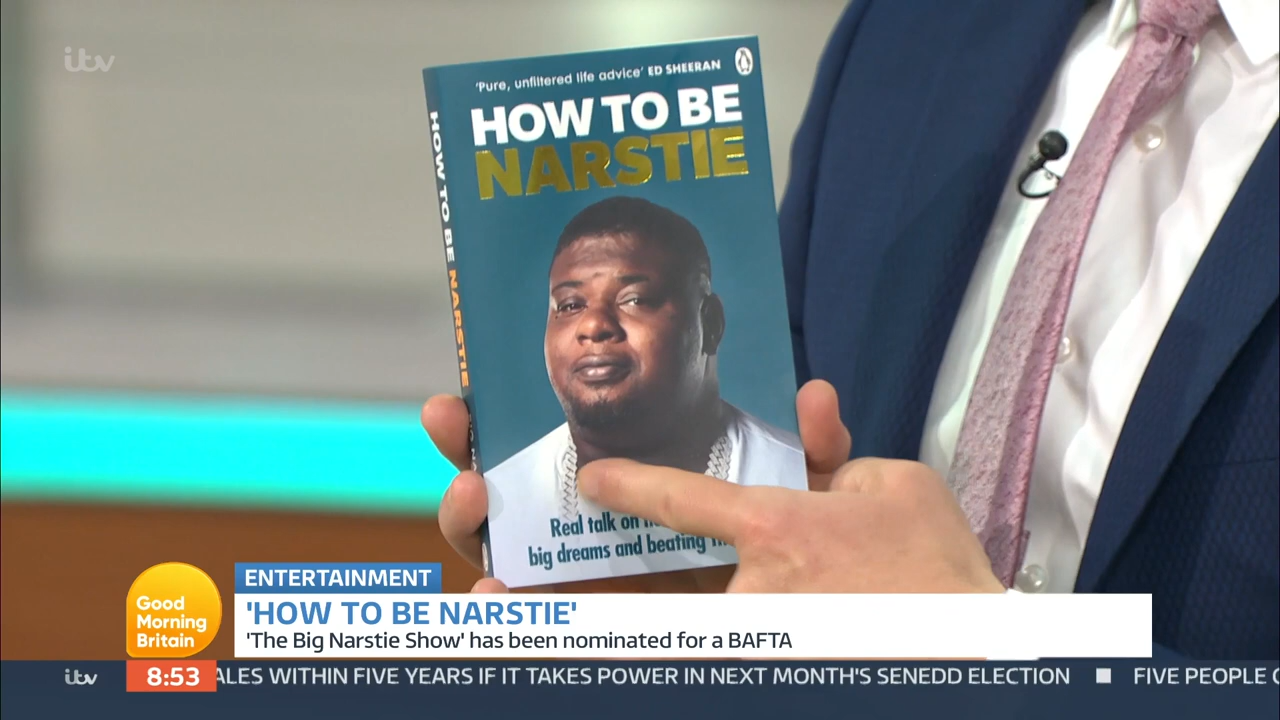 itv
'Pure, unfiltered life advice' ED SHEERAN
HOW TO BE
NARSTIE
HOW TO BE NARSTIE
Real talk on
big dreams and beating
ENTERTAINMENT
Good
Morning
Britain
'HOW TO BE NARSTIE'
'The Big Narstie Show' has been nominated for a BAFTA
itv
8:53
ALES WITHIN FIVE YEARS IF IT TAKES POWER IN NEXT MONTH'S SENEDD ELECTION ■ FIVE PEOPLE